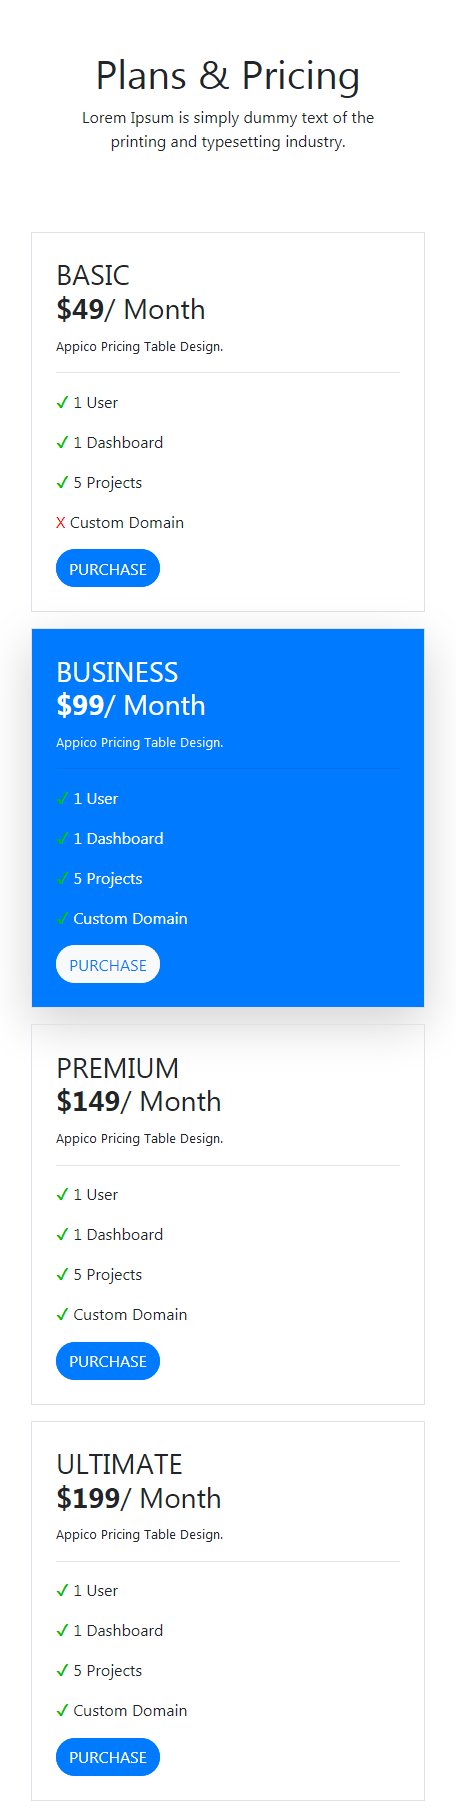 Plans & Pricing
Lorem Ipsum is simply dummy text of the
printing and typesetting industry.
BASIC
$49/ Month
Appico Pricing Table Design.
✓ 1 User
✓ 1 Dashboard
✓ 5 Projects
X Custom Domain
PURCHASE
BUSINESS
$99/ Month
Appico Pricing Table Design.
✓ 1 User
✓ 1 Dashboard
✓ 5 Projects
✓ Custom Domain
PURCHASE
PREMIUM
$149/ Month
Appico Pricing Table Design.
✓ 1 User
✓ 1 Dashboard
✓ 5 Projects
✓ Custom Domain
PURCHASE
ULTIMATE
$199/ Month
Appico Pricing Table Design.
✓ 1 User
✓ 1 Dashboard
✓ 5 Projects
✓ Custom Domain
PURCHASE